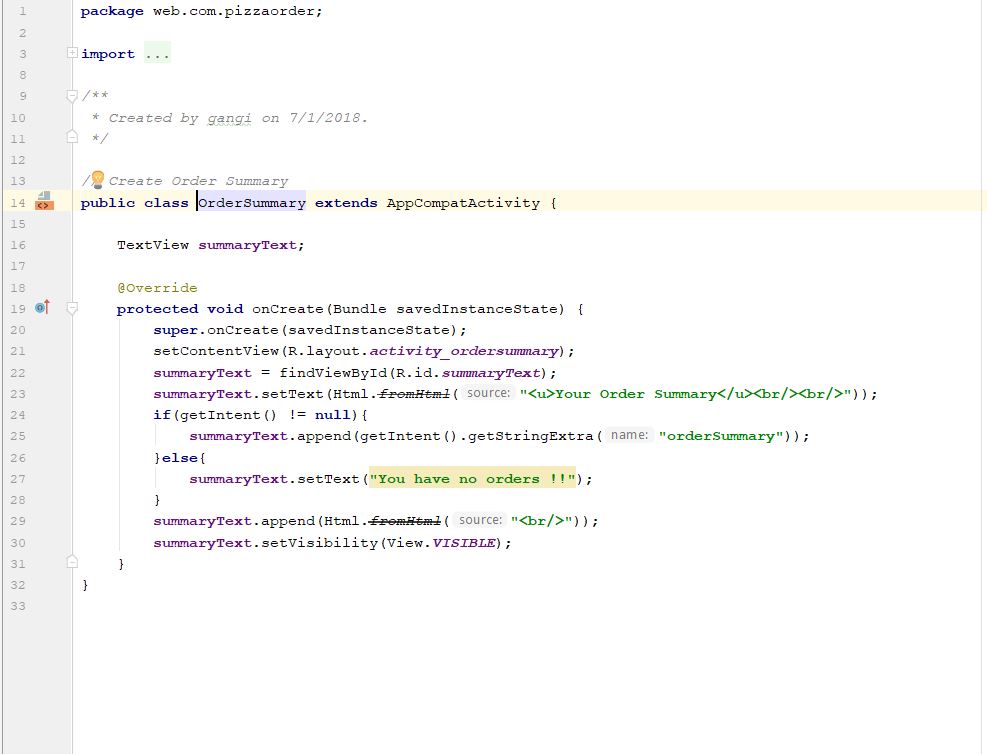 1 package web.com.pizzaorder;
2
3 import ...
8
9 /**
10 * Created by gangi on 7/1/2018.
11 */
12
13 / Create Order Summary
14 public class OrderSummary extends AppCompatActivity {
15
16 TextView summaryText;
17
18 @Override
19 protected void onCreate(Bundle savedInstanceState) {
20 super.onCreate(savedInstanceState);
21 setContentView(R.layout.activity_ordersummary);
22 summaryText = findViewById(R.id.summaryText);
23 summaryText.setText(Html.fromHtml( source: "<u>Your Order Summary</u><br/><br/>"));
24 if(getIntent() != null){
25 summaryText.append(getIntent().getStringExtra( name: "orderSummary"));
26 }else{
27 summaryText.setText("You have no orders !!");
28 }
29 summaryText.append(Html.fromHtml( source: "<br/>"));
30 summaryText.setVisibility(View.VISIBLE);
31 }
32 }
33